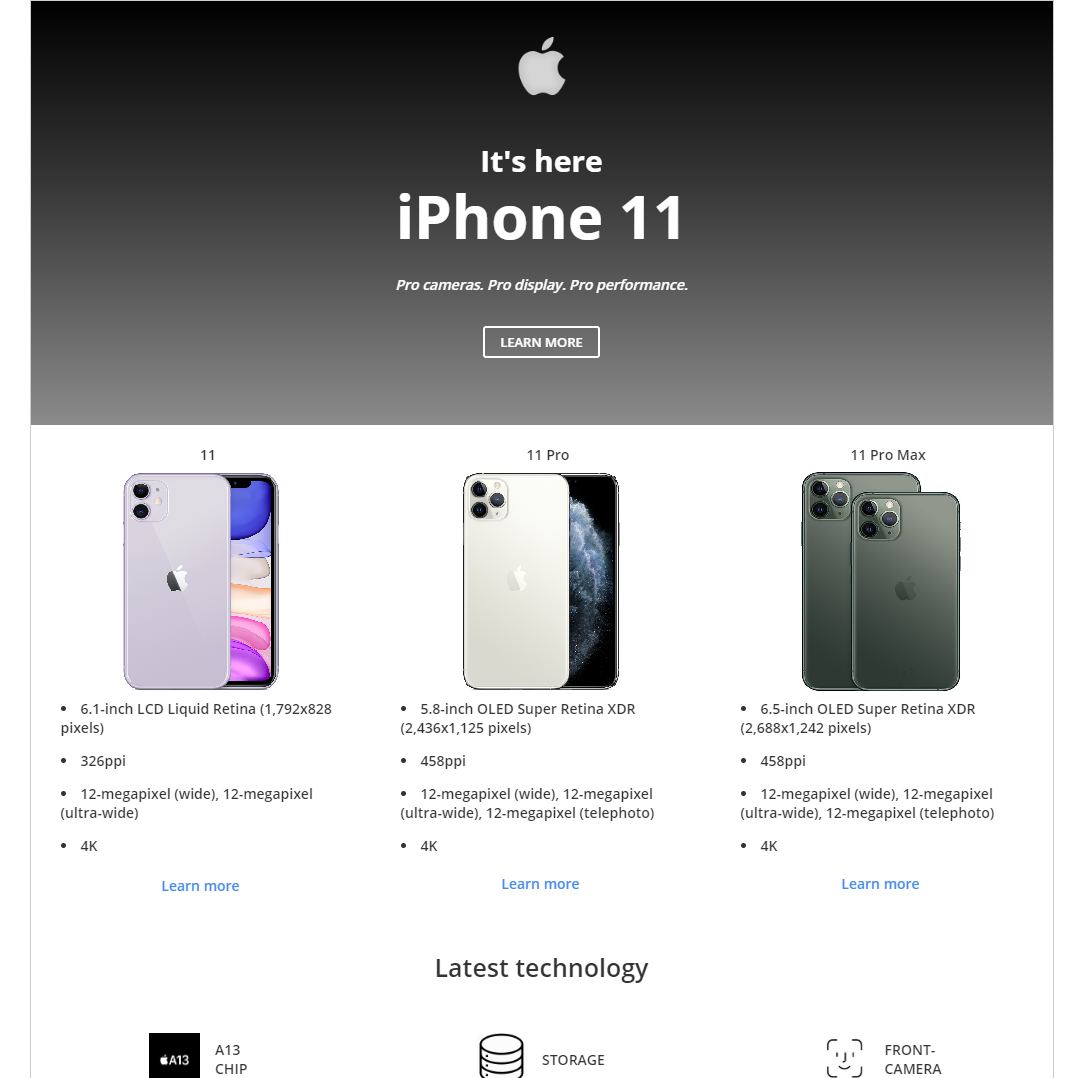 It's here
iPhone 11
Pro cameras. Pro display. Pro performance.
LEARN MORE
11
11 Pro
11 Pro Max
• 6.1-inch LCD Liquid Retina (1,792x828
pixels)
• 326ppi
• 12-megapixel (wide), 12-megapixel
(ultra-wide)
• 4K
Learn more
• 5.8-inch OLED Super Retina XDR
(2,436x1,125 pixels)
• 458ppi
• 12-megapixel (wide), 12-megapixel
(ultra-wide), 12-megapixel (telephoto)
• 4K
Learn more
• 6.5-inch OLED Super Retina XDR
(2,688x1,242 pixels)
• 458ppi
• 12-megapixel (wide), 12-megapixel
(ultra-wide), 12-megapixel (telephoto)
• 4K
Learn more
Latest technology
A13
A13
CHIP
STORAGE
FRONT-
CAMERA